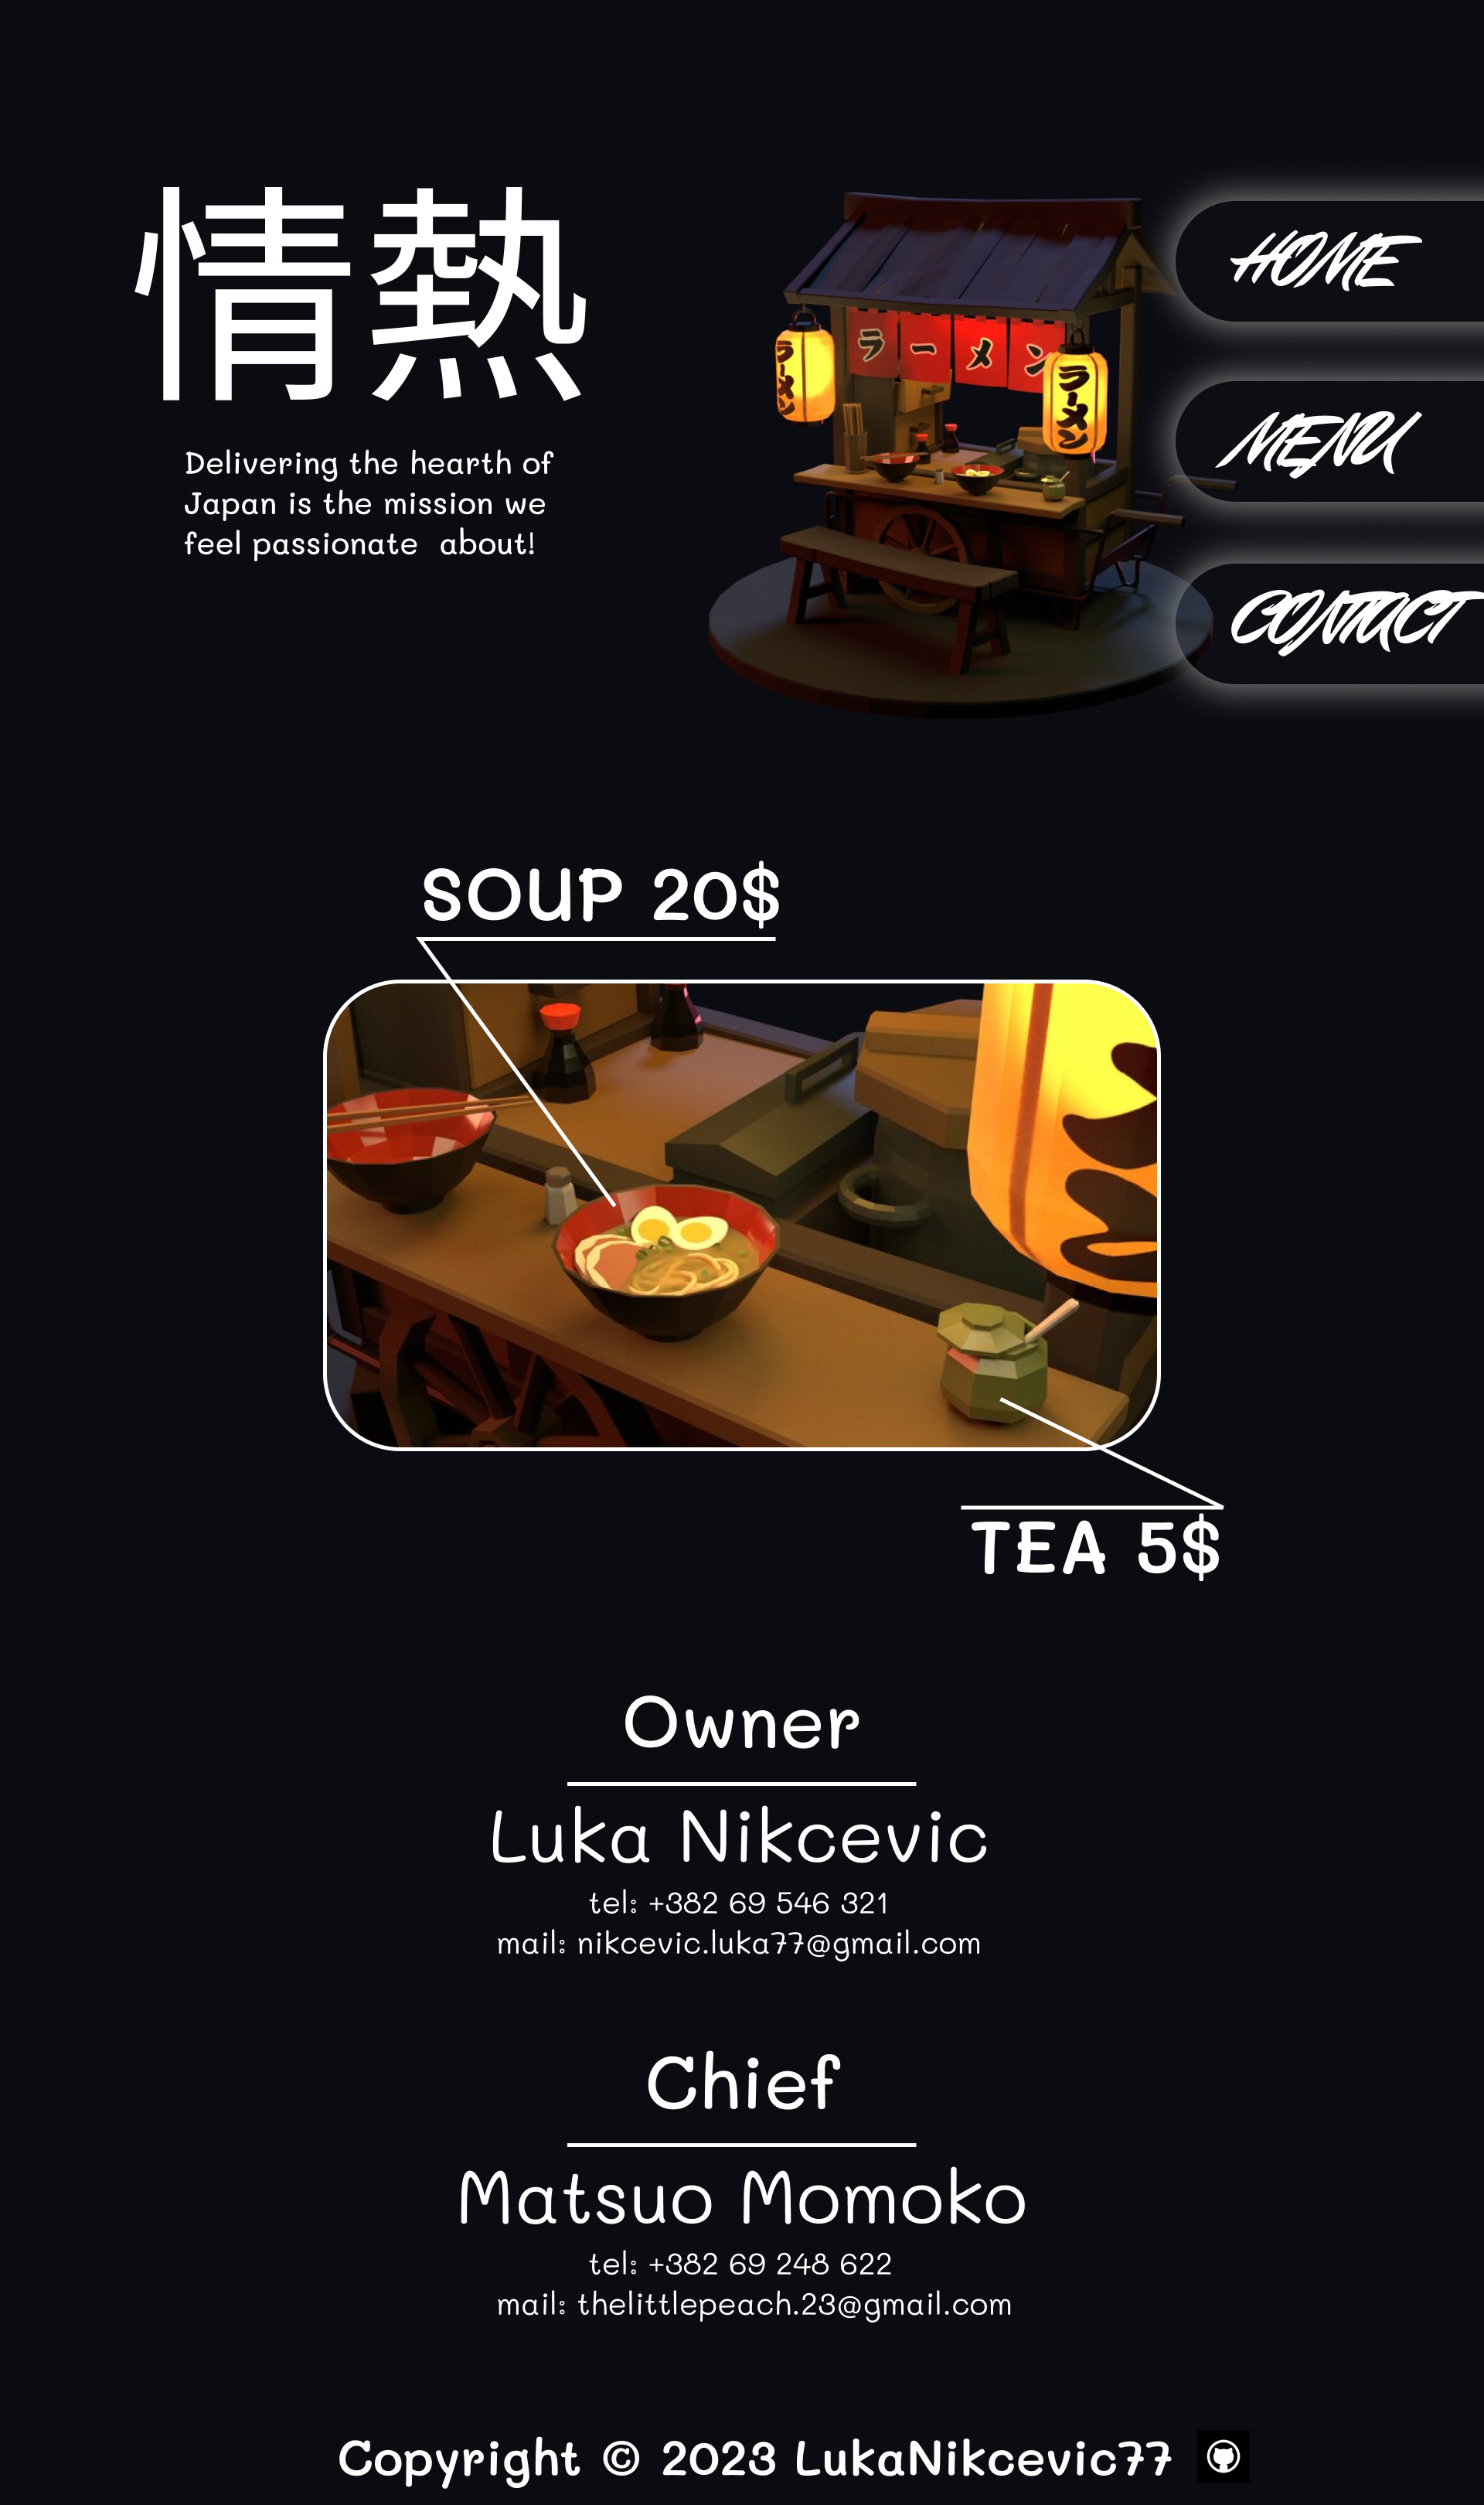 情熱
Delivering the hearth of
Japan is the mission we
feel passionate about!
ラーメン
ラーメン
ラーメン
HOME
MENU
CONTACT
SOUP 20$
TEA 5$
Owner
Luka Nikcevic
tel: +382 69 546 321
mail: nikcevic.luka77@gmail.com
Chief
Matsuo Momoko
tel: +382 69 248 622
mail: thelittlepeach.23@gmail.com
Copyright © 2023 LukaNikcevic77